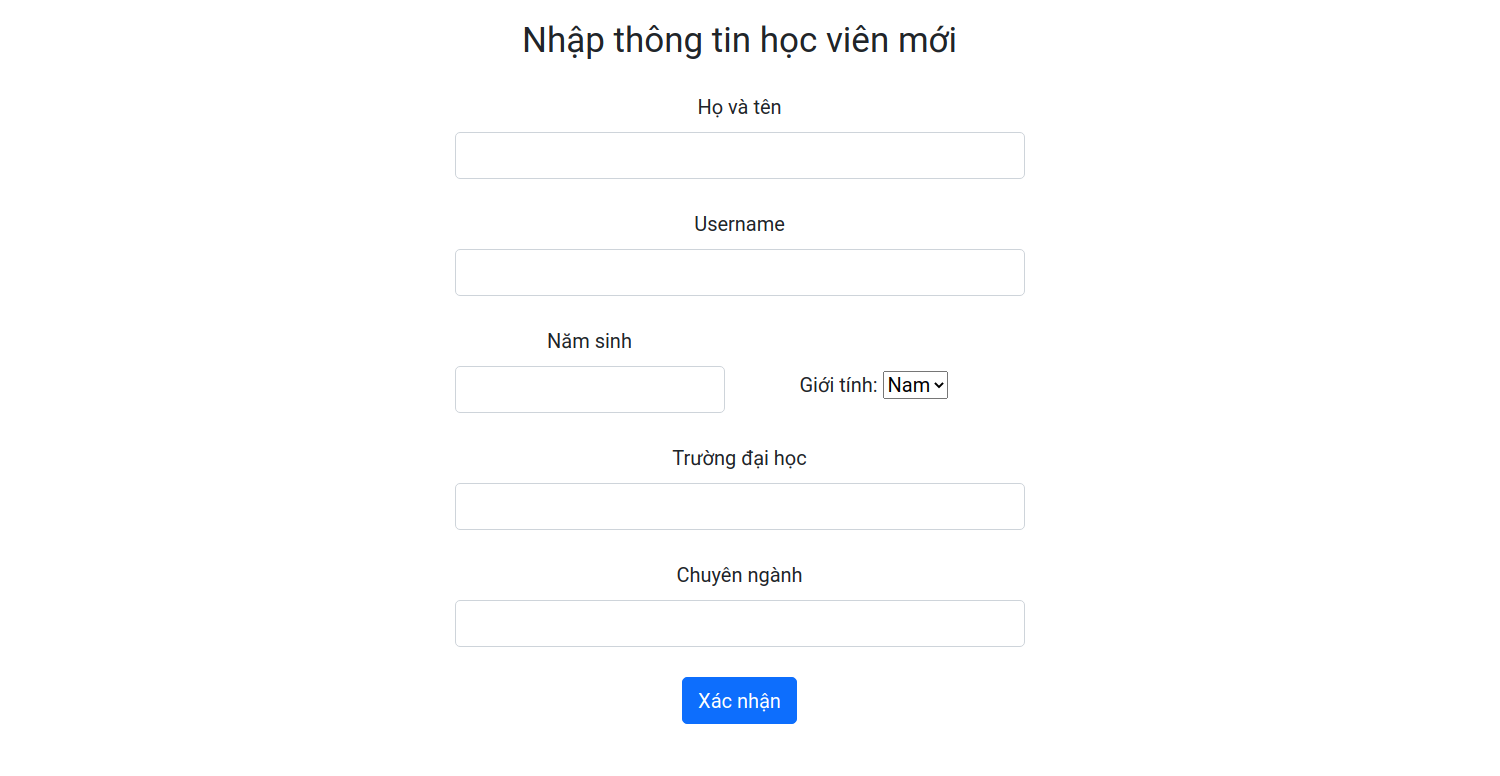 Nhập thông tin học viên mới
Họ và tên
Username
Năm sinh
Giới tính: Nam
Trường đại học
Chuyên ngành
Xác nhận